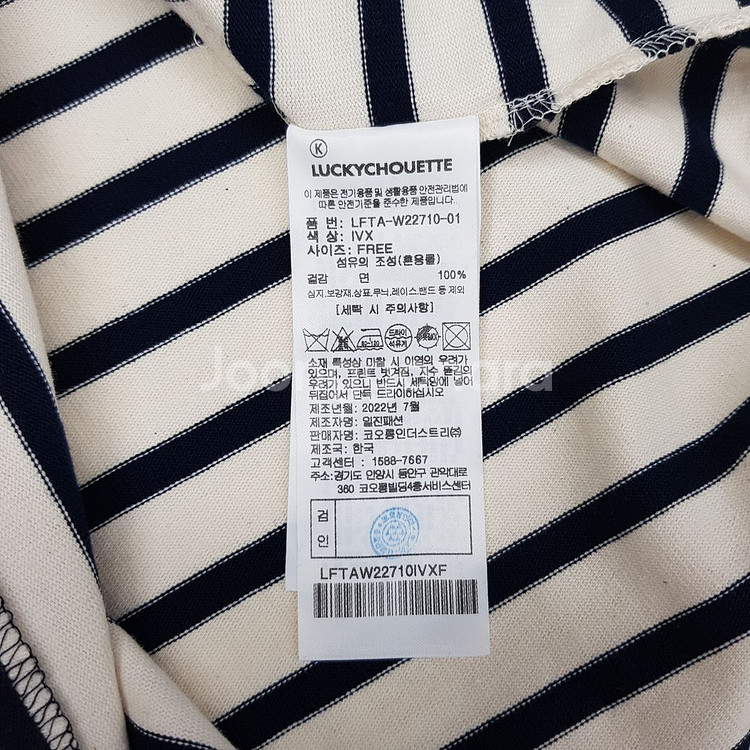 K
LUCKYCHOUETTE
이 제품은 전기용품 및 생활용품 안전관리법에
따른 안전기준을 준수한 제품입니다.
품 번: LFTA-W22710-01
색 상: IVX
사이즈: FREE
섬유의 조성(혼용률)
겉감 면 100%
심지,보강재,상표,무늬,레이스,밴드 등 제외
[세탁 시 주의사항]
드라이
석유계
소재 특성상 마찰 시 이염의 우려가
있으며, 프린트 벗겨짐, 자수 뜯김의
우려가 있으니 반드시 세탁망에 넣어
뒤집어서 단독 드라이하십시오
제조년월: 2022년 7월
제조자명: 일진패션
판매자명: 코오롱인더스트리㈜
제조국: 한국
고객센터 : 1588-7667
주소:경기도 안양시 동안구 관악대로
360 코오롱빌딩4층서비스센터
검
인
LFTAW22710IVXF